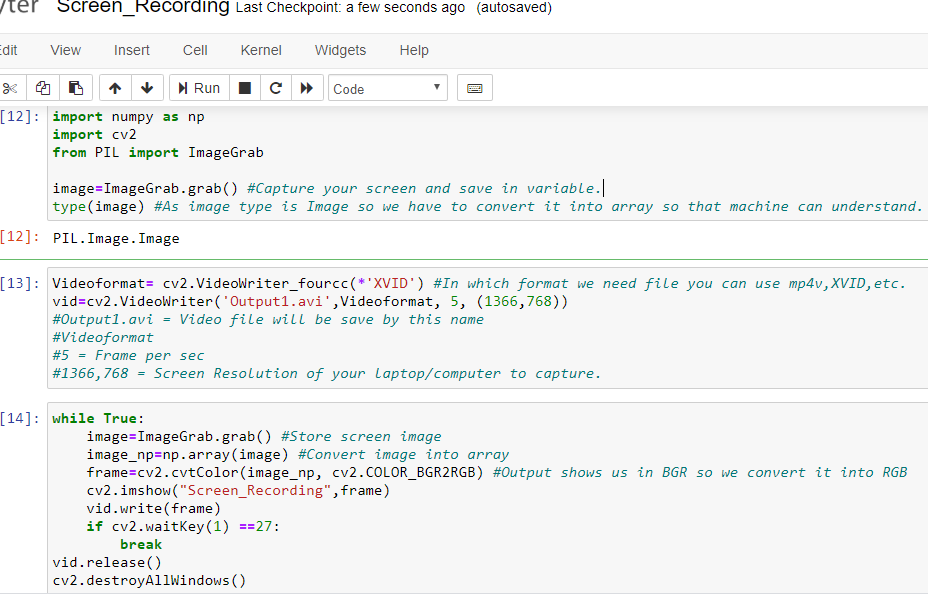 yter Screen_Recording Last Checkpoint: a few seconds ago (autosaved)
Edit View Insert Cell Kernel Widgets Help
Run Code
[12]: import numpy as np
import cv2
from PIL import ImageGrab
image=ImageGrab.grab() #Capture your screen and save in variable.
type(image) #As image type is Image so we have to convert it into array so that machine can understand.
[12]: PIL.Image.Image
[13]: Videoformat= cv2.VideoWriter_fourcc(*'XVID') #In which format we need file you can use mp4v,XVID,etc.
vid=cv2.VideoWriter('Output1.avi',Videoformat, 5, (1366,768))
#Output1.avi = Video file will be save by this name
#Videoformat
#5 = Frame per sec
#1366,768 = Screen Resolution of your laptop/computer to capture.
[14]: while True:
    image=ImageGrab.grab() #Store screen image
    image_np=np.array(image) #Convert image into array
    frame=cv2.cvtColor(image_np, cv2.COLOR_BGR2RGB) #Output shows us in BGR so we convert it into RGB
    cv2.imshow("Screen_Recording",frame)
    vid.write(frame)
    if cv2.waitKey(1) ==27:
        break
vid.release()
cv2.destroyAllWindows()